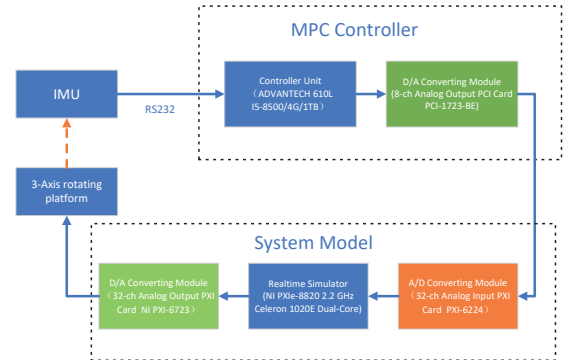 MPC Controller
IMU
RS232
Controller Unit
（ADVANTECH 610L
I5-8500/4G/1TB）
D/A Converting Module
(8-ch Analog Output PCI Card
PCI-1723-BE)
3-Axis rotating
platform
System Model
D/A Converting Module
（32-ch Analog Output PXI
Card  NI PXI-6723）
Realtime Simulator
(NI PXIe-8820 2.2 GHz
Celeron 1020E Dual-Core)
A/D Converting Module
（32-ch Analog Input PXI
Card  PXI-6224）